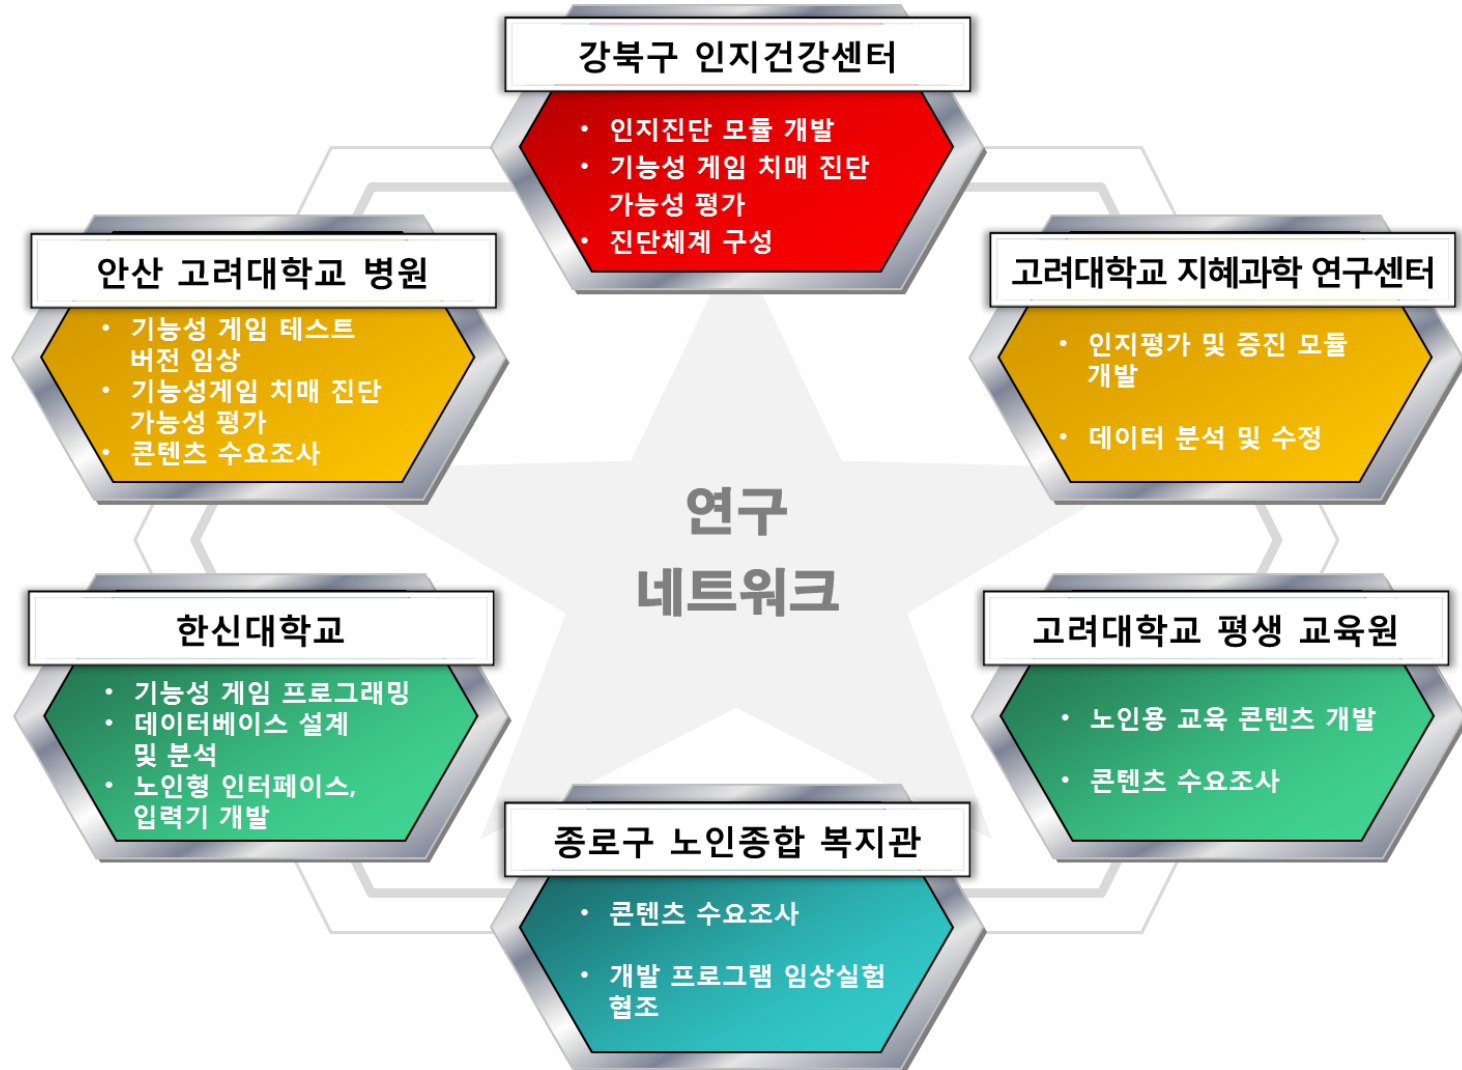 강북구 인지건강센터
• 인지진단 모듈 개발
• 기능성 게임 치매 진단
가능성 평가
• 진단체계 구성
안산 고려대학교 병원
• 기능성 게임 테스트
버전 임상
• 기능성게임 치매 진단
가능성 평가
• 콘텐츠 수요조사
고려대학교 지혜과학 연구센터
• 인지평가 및 증진 모듈
개발
• 데이터 분석 및 수정
연구
네트워크
한신대학교
• 기능성 게임 프로그래밍
• 데이터베이스 설계
및 분석
• 노인형 인터페이스,
입력기 개발
고려대학교 평생 교육원
• 노인용 교육 콘텐츠 개발
• 콘텐츠 수요조사
종로구 노인종합 복지관
• 콘텐츠 수요조사
• 개발 프로그램 임상실험
협조